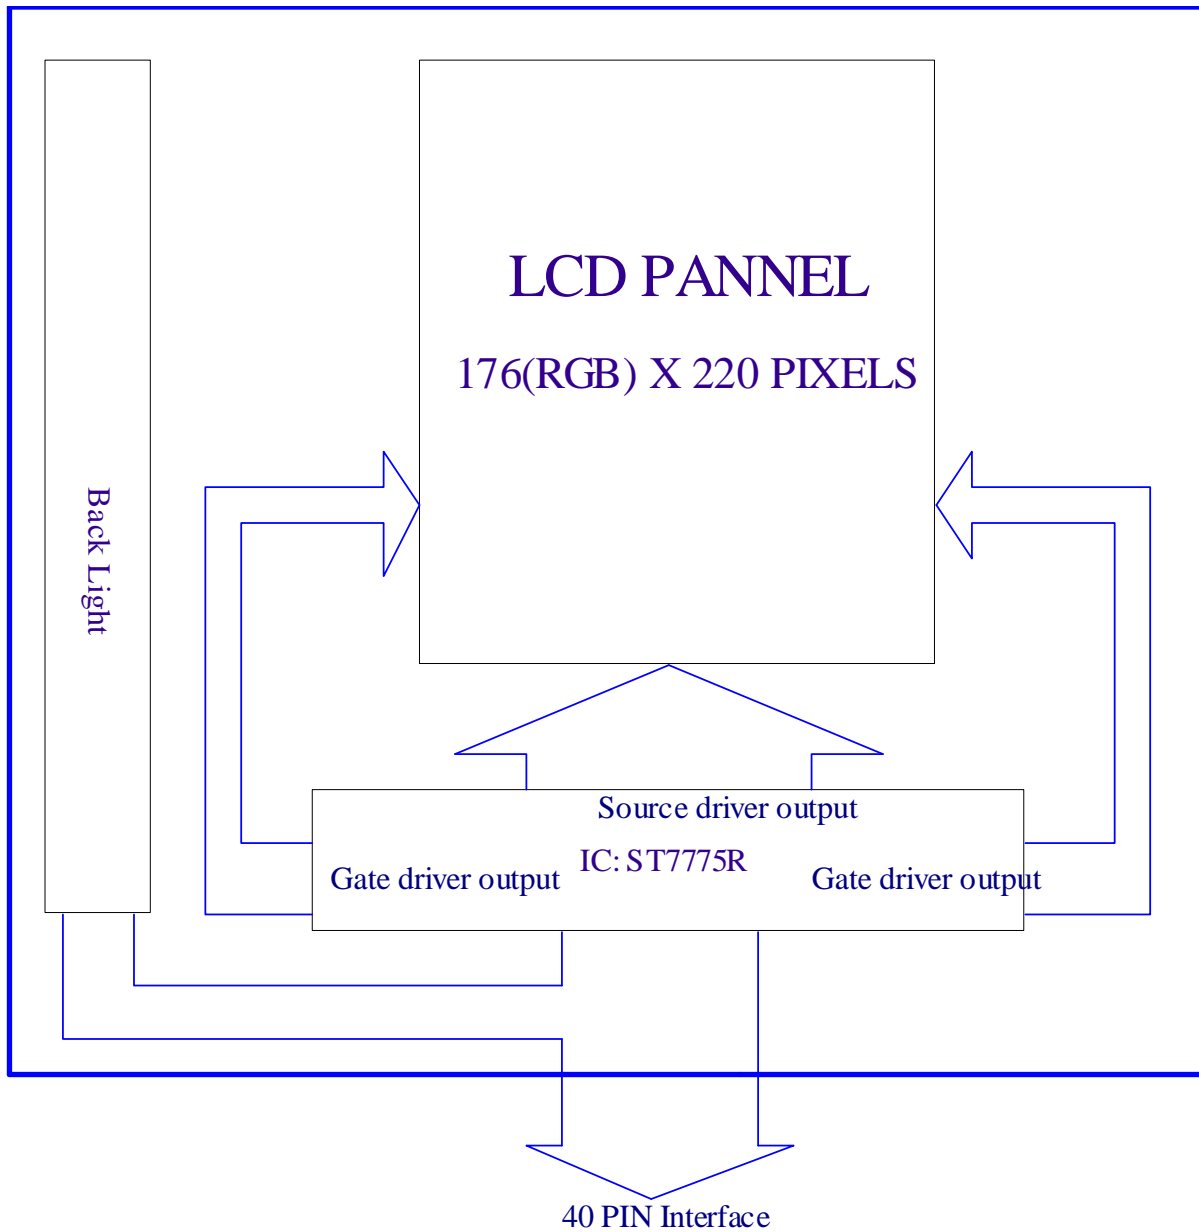 LCD PANNEL
176(RGB) X 220 PIXELS
Back Light
Source driver output
IC: ST7775R
Gate driver output
Gate driver output
40 PIN Interface